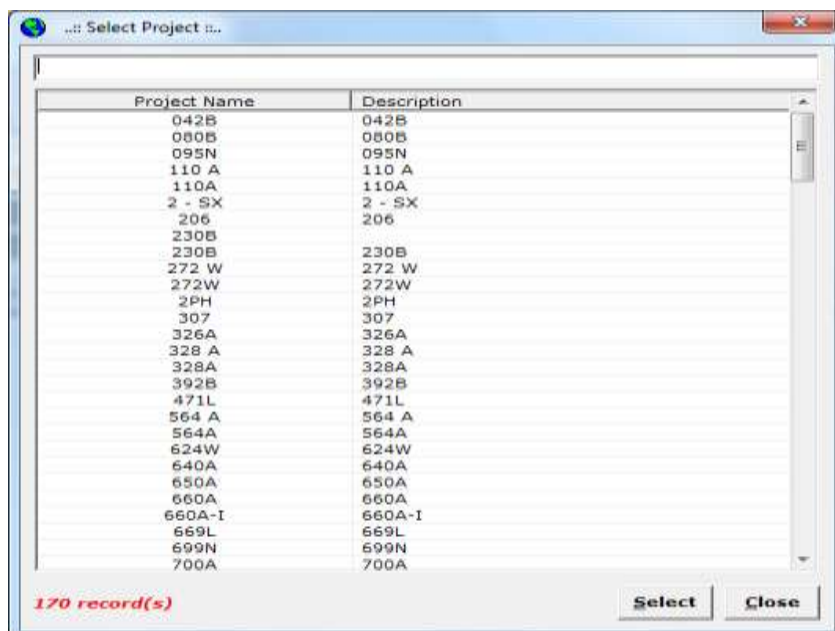 ..:: Select Project ::..
Project Name Description
042B 042B
080B 080B
095N 095N
110 A 110 A
110A 110A
2 - SX 2 - SX
206 206
230B
230B 230B
272 W 272 W
272W 272W
2PH 2PH
307 307
326A 326A
328 A 328 A
328A 328A
392B 392B
471L 471L
564 A 564 A
564A 564A
624W 624W
640A 640A
650A 650A
660A 660A
660A-I 660A-I
669L 669L
699N 699N
700A 700A
170 record(s) Select Close